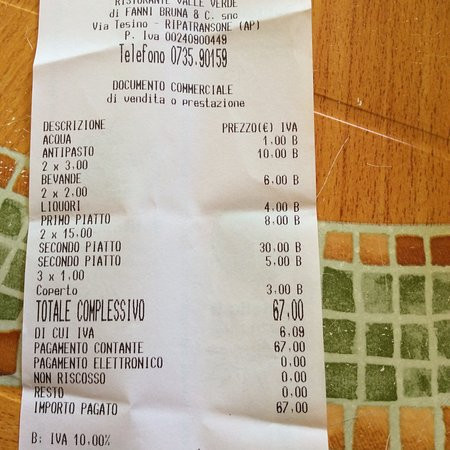 RISTORANTE VALLE VERDE
di FANNI BRUNA & C. snc
Via Tesino - RIPATRANSONE (AP)
P. Iva 00240900449
Telefono 0735.90159
DOCUMENTO COMMERCIALE
di vendita o prestazione
DESCRIZIONE PREZZO(€) IVA
ACQUA 1,00 B
ANTIPASTO 10,00 B
2 x 3,00
BEVANDE 6,00 B
2 x 2,00
LIQUORI 4,00 B
PRIMO PIATTO 8,00 B
2 x 15,00
SECONDO PIATTO 30,00 B
SECONDO PIATTO 5,00 B
3 x 1,00
Coperto 3,00 B
TOTALE COMPLESSIVO 67,00
DI CUI IVA 6,09
PAGAMENTO CONTANTE 67,00
PAGAMENTO ELETTRONICO 0,00
NON RISCOSSO 0,00
RESTO 0,00
IMPORTO PAGATO 67,00
B: IVA 10,00%